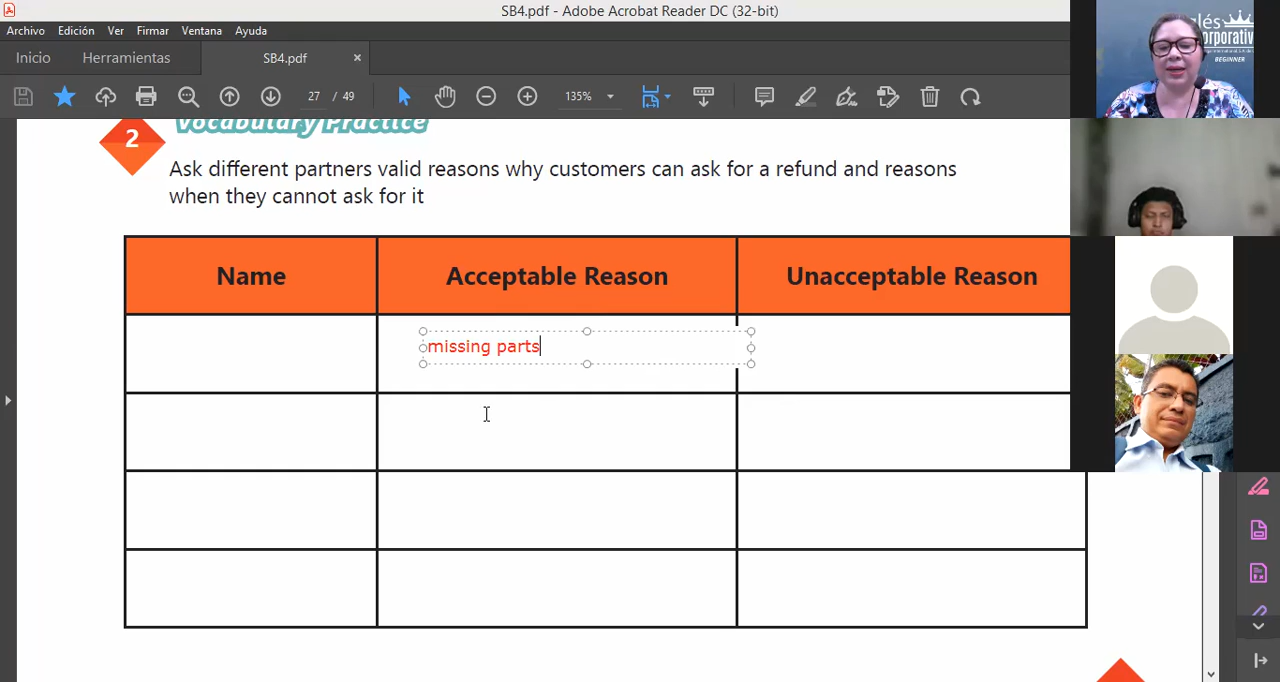 SB4.pdf - Adobe Acrobat Reader DC (32-bit)
Archivo Edición Ver Firmar Ventana Ayuda
Inicio Herramientas SB4.pdf ×
27 / 49 135%
2 Vocabulary Practice
Ask different partners valid reasons why customers can ask for a refund and reasons
when they cannot ask for it
Name Acceptable Reason Unacceptable Reason
missing parts
BEGINNER